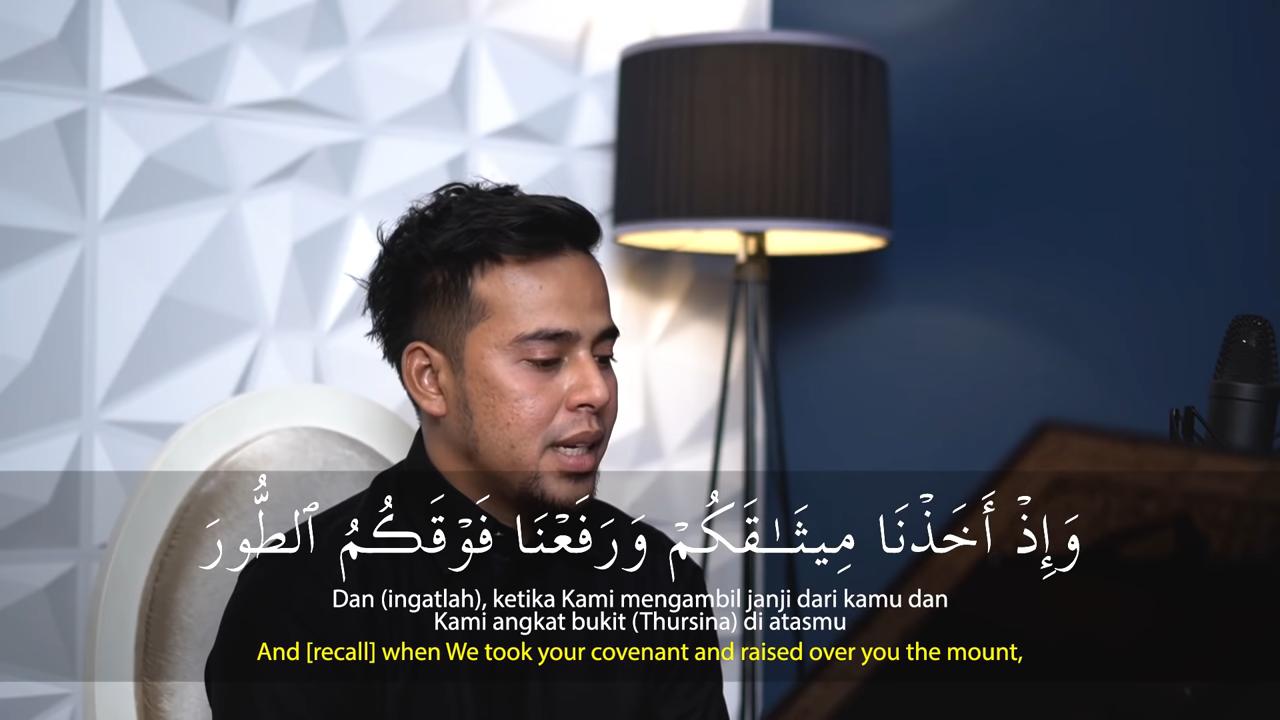 وَإِذْ أَخَذْنَا مِيثَـٰقَكُمْ وَرَفَعْنَا فَوْقَكُمُ ٱلطُّورَ
Dan (ingatlah), ketika Kami mengambil janji dari kamu dan
Kami angkat bukit (Thursina) di atasmu
And [recall] when We took your covenant and raised over you the mount,